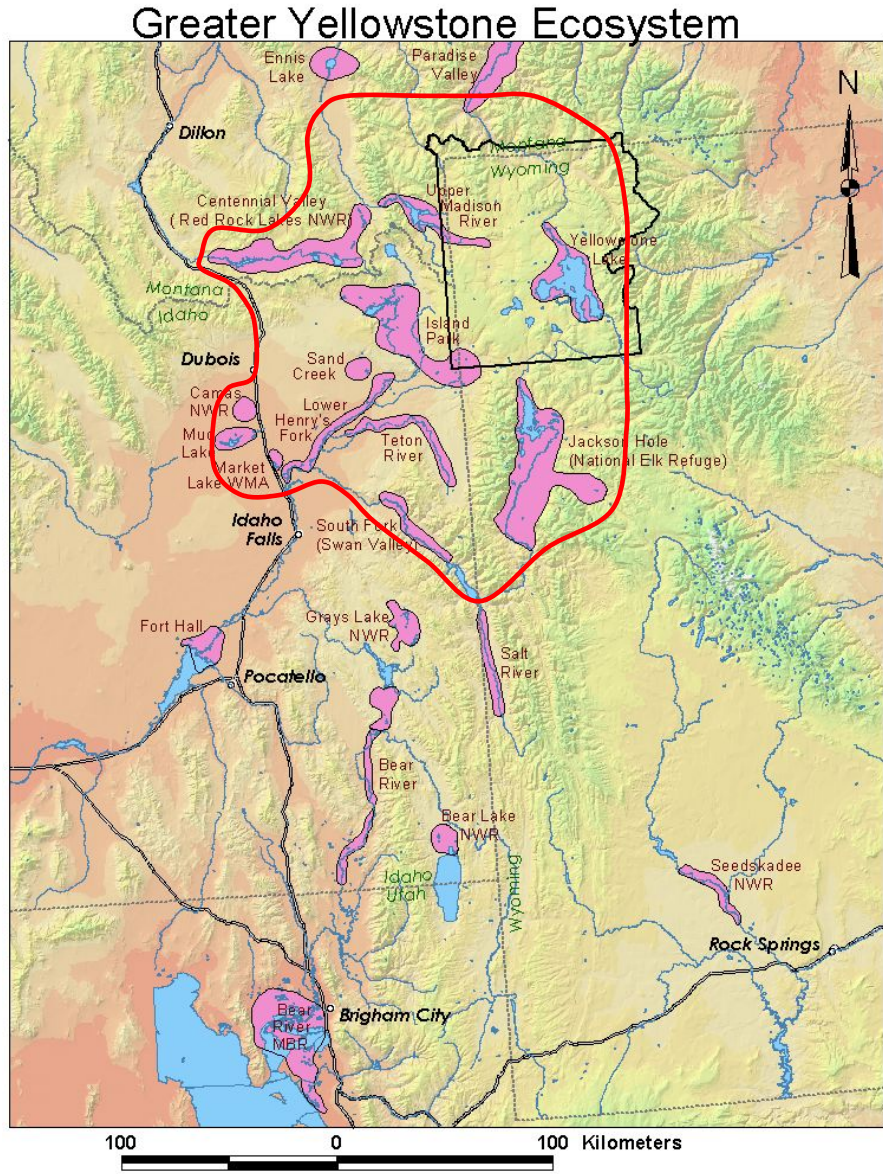 Greater Yellowstone Ecosystem
Ennis
Lake
Paradise
Valley
N
Dillon
Montana
Wyoming
Centennial Valley
(Red Rock Lakes NWR)
Upper
Madison
River
Yellowstone
Lake
Montana
Idaho
Island
Park
Dubois
Sand
Creek
Camas
NWR
Lower
Henry's
Fork
Mud
Lake
Teton
River
Jackson Hole
(National Elk Refuge)
Market
Lake WMA
Idaho
Falls
South Fork
(Swan Valley)
Fort Hall
Grays Lake
NWR
Salt
River
Pocatello
Bear
River
Bear Lake
NWR
Idaho
Utah
Wyoming
Seedskadee
NWR
Rock Springs
Bear
River
MBR
Brigham City
100 0 100 Kilometers